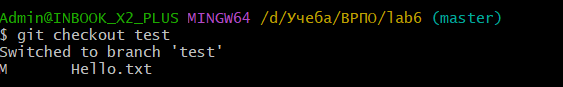 Admin@INBOOK_X2_PLUS MINGW64 /d/Учеба/ВРПО/lab6 (master)
$ git checkout test
Switched to branch 'test'
M       Hello.txt